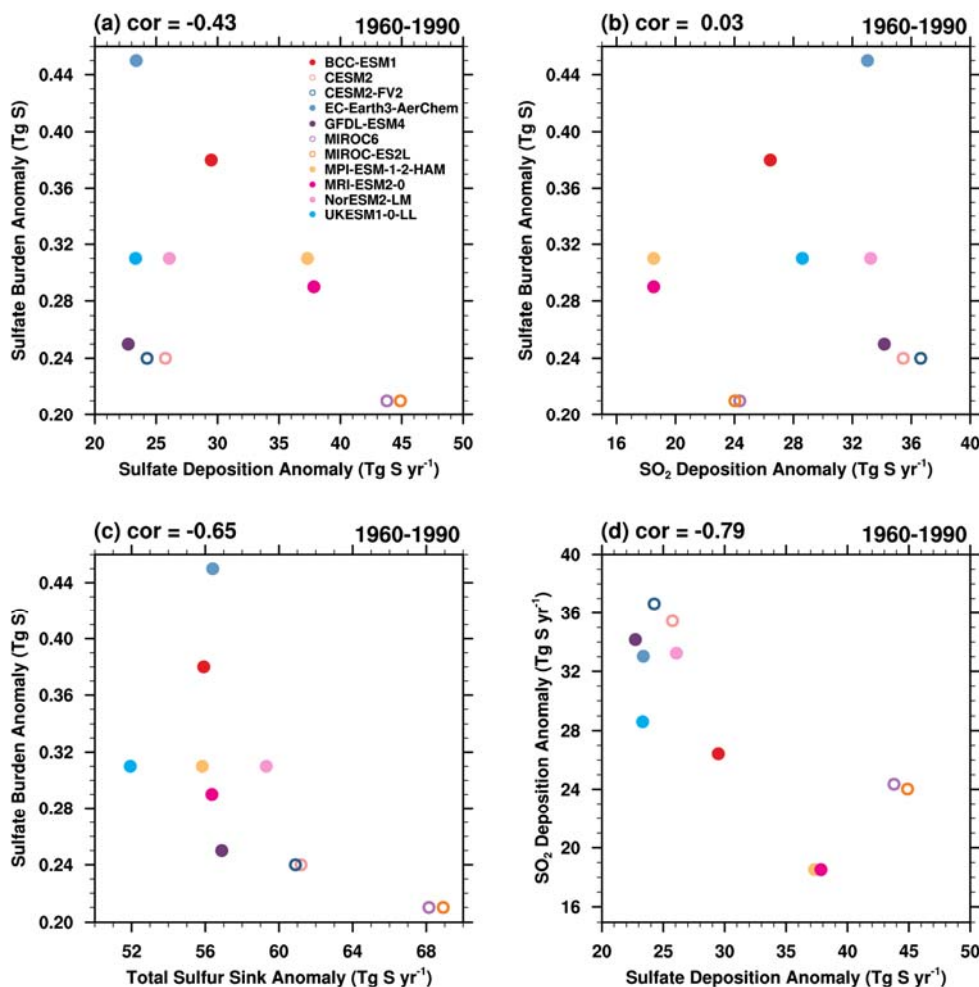 (a) cor = -0.43 1960-1990
Sulfate Burden Anomaly (Tg S)
0.44
0.40
0.36
0.32
0.28
0.24
0.20
BCC-ESM1
CESM2
CESM2-FV2
EC-Earth3-AerChem
GFDL-ESM4
MIROC6
MIROC-ES2L
MPI-ESM-1-2-HAM
MRI-ESM2-0
NorESM2-LM
UKESM1-0-LL
20 25 30 35 40 45 50
Sulfate Deposition Anomaly (Tg S yr⁻¹)
(b) cor = 0.03 1960-1990
Sulfate Burden Anomaly (Tg S)
0.44
0.40
0.36
0.32
0.28
0.24
0.20
16 20 24 28 32 36 40
SO₂ Deposition Anomaly (Tg S yr⁻¹)
(c) cor = -0.65 1960-1990
Sulfate Burden Anomaly (Tg S)
0.44
0.40
0.36
0.32
0.28
0.24
0.20
52 56 60 64 68
Total Sulfur Sink Anomaly (Tg S yr⁻¹)
(d) cor = -0.79 1960-1990
SO₂ Deposition Anomaly (Tg S yr⁻¹)
40
36
32
28
24
20
16
20 25 30 35 40 45 50
Sulfate Deposition Anomaly (Tg S yr⁻¹)